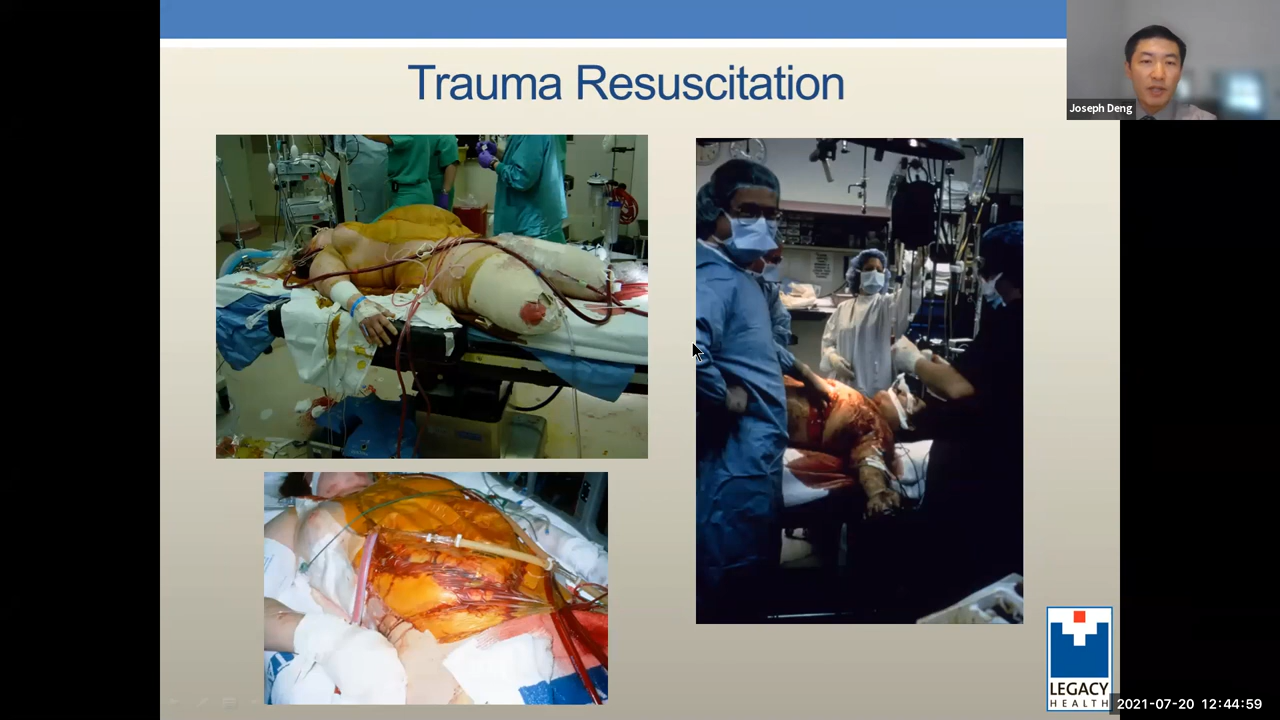 Trauma Resuscitation
Joseph Deng
LEGACY
HEALTH
2021-07-20 12:44:59